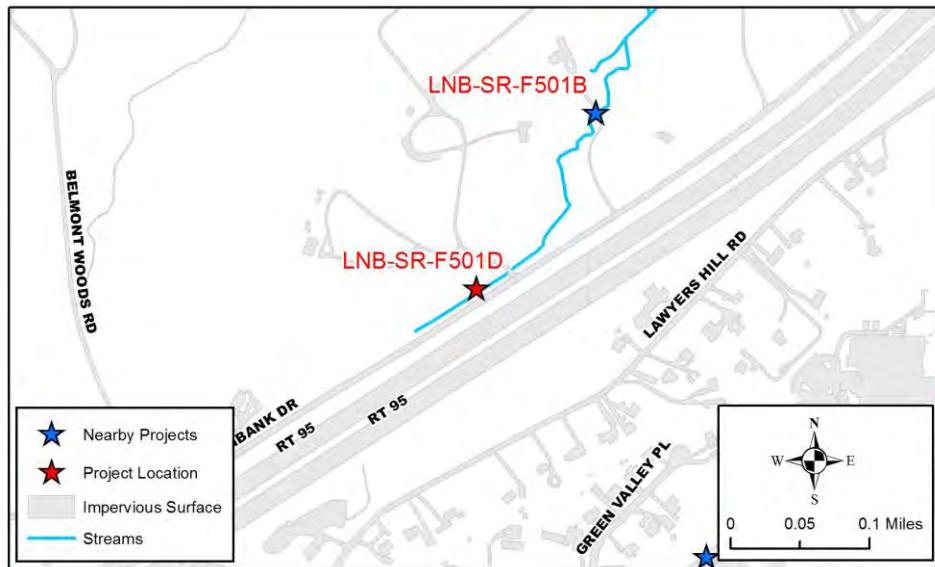 LNB-SR-F501B
BELMONT WOODS RD
LNB-SR-F501D
LAWYERS HILL RD
BANK DR
RT 95
RT 95
GREEN VALLEY PL
Nearby Projects
Project Location
Impervious Surface
Streams
N
W E
S
0 0.05 0.1 Miles